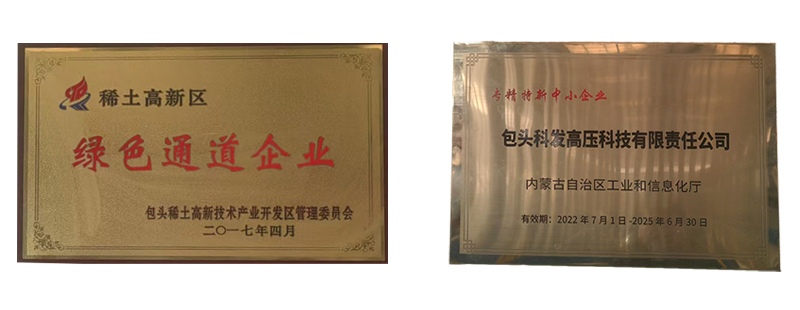 稀土高新区
绿色通道企业
包头稀土高新技术产业开发区管理委员会
二〇一七年四月
专精特新中小企业
包头科发高压科技有限责任公司
内蒙古自治区工业和信息化厅
有效期：2022年7月1日-2025年6月30日